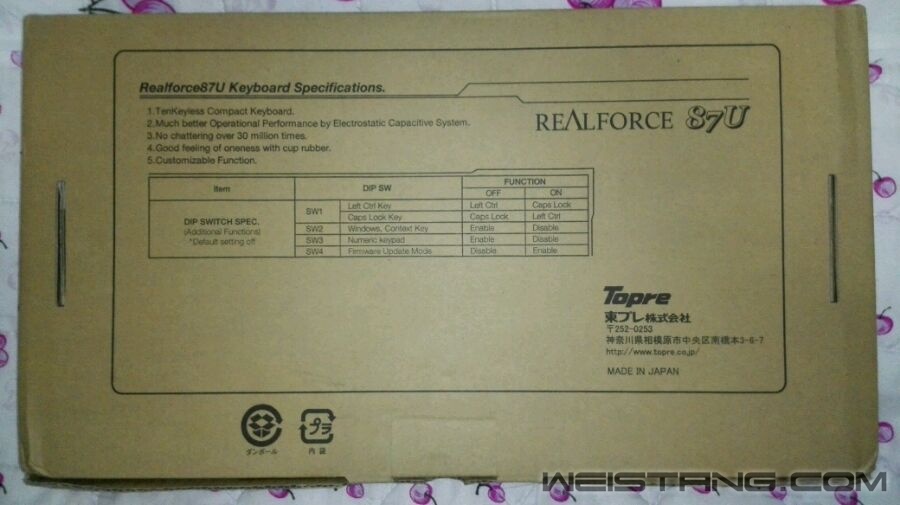 Realforce87U Keyboard Specifications.
1.TenKeyless Compact Keyboard.
2.Much better Operational Performance by Electrostatic Capacitive System.
3.No chattering over 30 million times.
4.Good feeling of oneness with cup rubber.
5.Customizable Function.
REALFORCE 87U
Item DIP SW FUNCTION
OFF ON
DIP SWITCH SPEC.
(Additional Functions)
*Default setting off
SW1 Left Ctrl Key Left Ctrl Caps Lock
Caps Lock Key Caps Lock Left Ctrl
SW2 Windows, Context Key Enable Disable
SW3 Numeric keypad Enable Disable
SW4 Firmware Update Mode Disable Enable
Topre
東プレ株式会社
〒252-0253
神奈川県相模原市中央区南橋本3-6-7
http://www.topre.co.jp/
MADE IN JAPAN
ダンボール
プラ
内袋
WEISTANG.COM